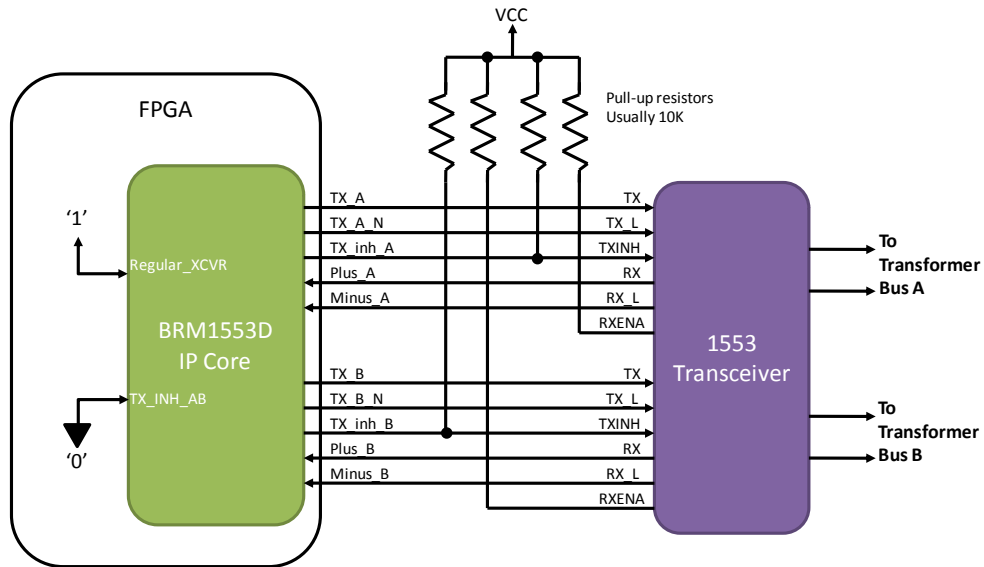 VCC
FPGA
Pull-up resistors
Usually 10K
TX_A
TX
TX_A_N
TX_L
'1'
TX_inh_A
TXINH
To
Transformer
Bus A
Regular_XCVR
Plus_A
RX
Minus_A
RX_L
RXENA
BRM1553D
IP Core
1553
Transceiver
TX_B
TX
TX_INH_AB
TX_B_N
TX_L
To
Transformer
Bus B
TX_inh_B
TXINH
'0'
Plus_B
RX
Minus_B
RX_L
RXENA